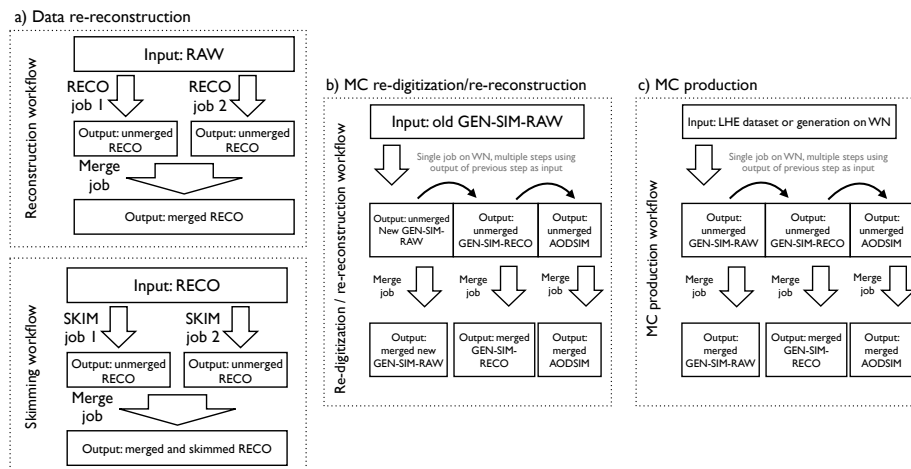 a) Data re-reconstruction
Reconstruction workflow
Input: RAW
RECO
job 1
RECO
job 2
Output: unmerged
RECO
Output: unmerged
RECO
Merge
job
Output: merged RECO
Skimming workflow
Input: RECO
SKIM
job 1
SKIM
job 2
Output: unmerged
RECO
Output: unmerged
RECO
Merge
job
Output: merged and skimmed RECO
b) MC re-digitization/re-reconstruction
Re-digitization / re-reconstruction workflow
Input: old GEN-SIM-RAW
Single job on WN, multiple steps using
output of previous step as input
Output: unmerged
New GEN-SIM-
RAW
Output:
unmerged
GEN-SIM-RECO
Output:
unmerged
AODSIM
Merge
job
Merge
job
Merge
job
Output:
merged new
GEN-SIM-RAW
Output: merged
GEN-SIM-
RECO
Output:
merged
AODSIM
c) MC production
MC production workflow
Input: LHE dataset or generation on WN
Single job on WN, multiple steps using
output of previous step as input
Output:
unmerged
GEN-SIM-RAW
Output:
unmerged
GEN-SIM-RECO
Output:
unmerged
AODSIM
Merge
job
Merge
job
Merge
job
Output:
merged
GEN-SIM-RAW
Output: merged
GEN-SIM-
RECO
Output:
merged
AODSIM